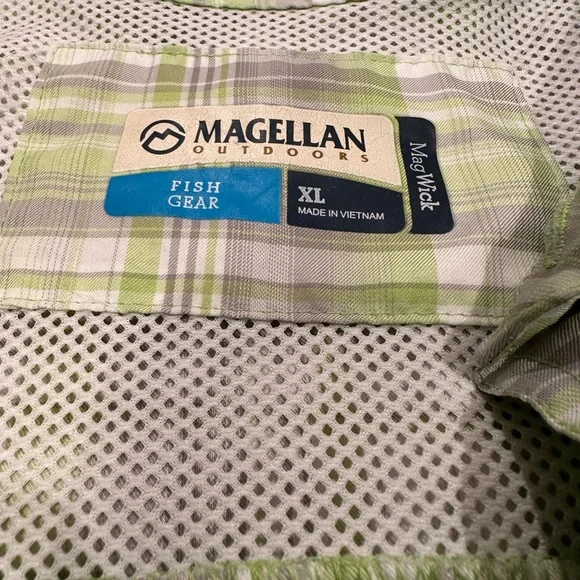 MAGELLAN
OUTDOORS
FISH
GEAR
XL
MADE IN VIETNAM
MagWick